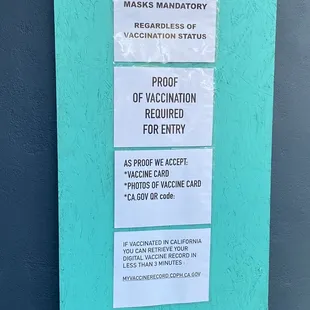 MASKS MANDATORY
REGARDLESS OF
VACCINATION STATUS
PROOF
OF VACCINATION
REQUIRED
FOR ENTRY
AS PROOF WE ACCEPT:
*VACCINE CARD
*PHOTOS OF VACCINE CARD
*CA.GOV QR code:
IF VACCINATED IN CALIFORNIA
YOU CAN RETRIEVE YOUR
DIGITAL VACCINE RECORD IN
LESS THAN 3 MINUTES :
MYVACCINERECORD.CDPH.CA.GOV